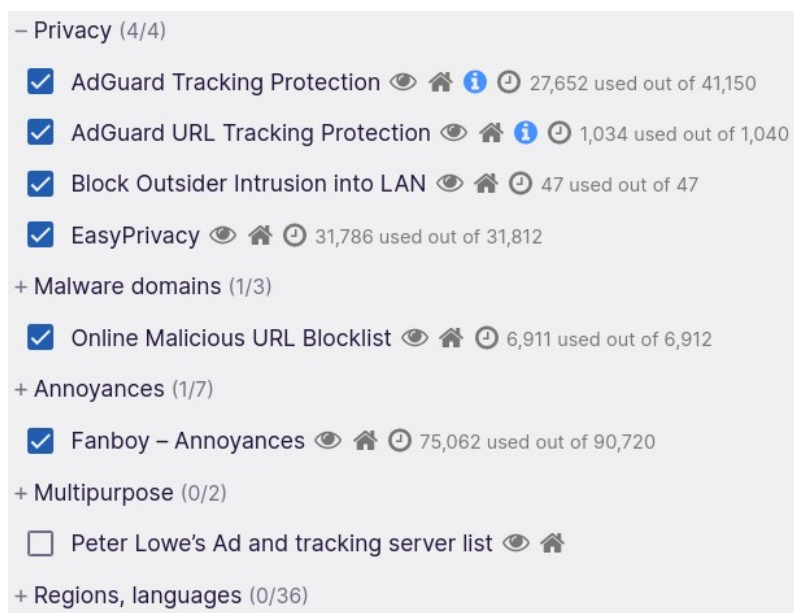 – Privacy (4/4)
AdGuard Tracking Protection 27,652 used out of 41,150
AdGuard URL Tracking Protection 1,034 used out of 1,040
Block Outsider Intrusion into LAN 47 used out of 47
EasyPrivacy 31,786 used out of 31,812
+ Malware domains (1/3)
Online Malicious URL Blocklist 6,911 used out of 6,912
+ Annoyances (1/7)
Fanboy – Annoyances 75,062 used out of 90,720
+ Multipurpose (0/2)
Peter Lowe’s Ad and tracking server list
+ Regions, languages (0/36)